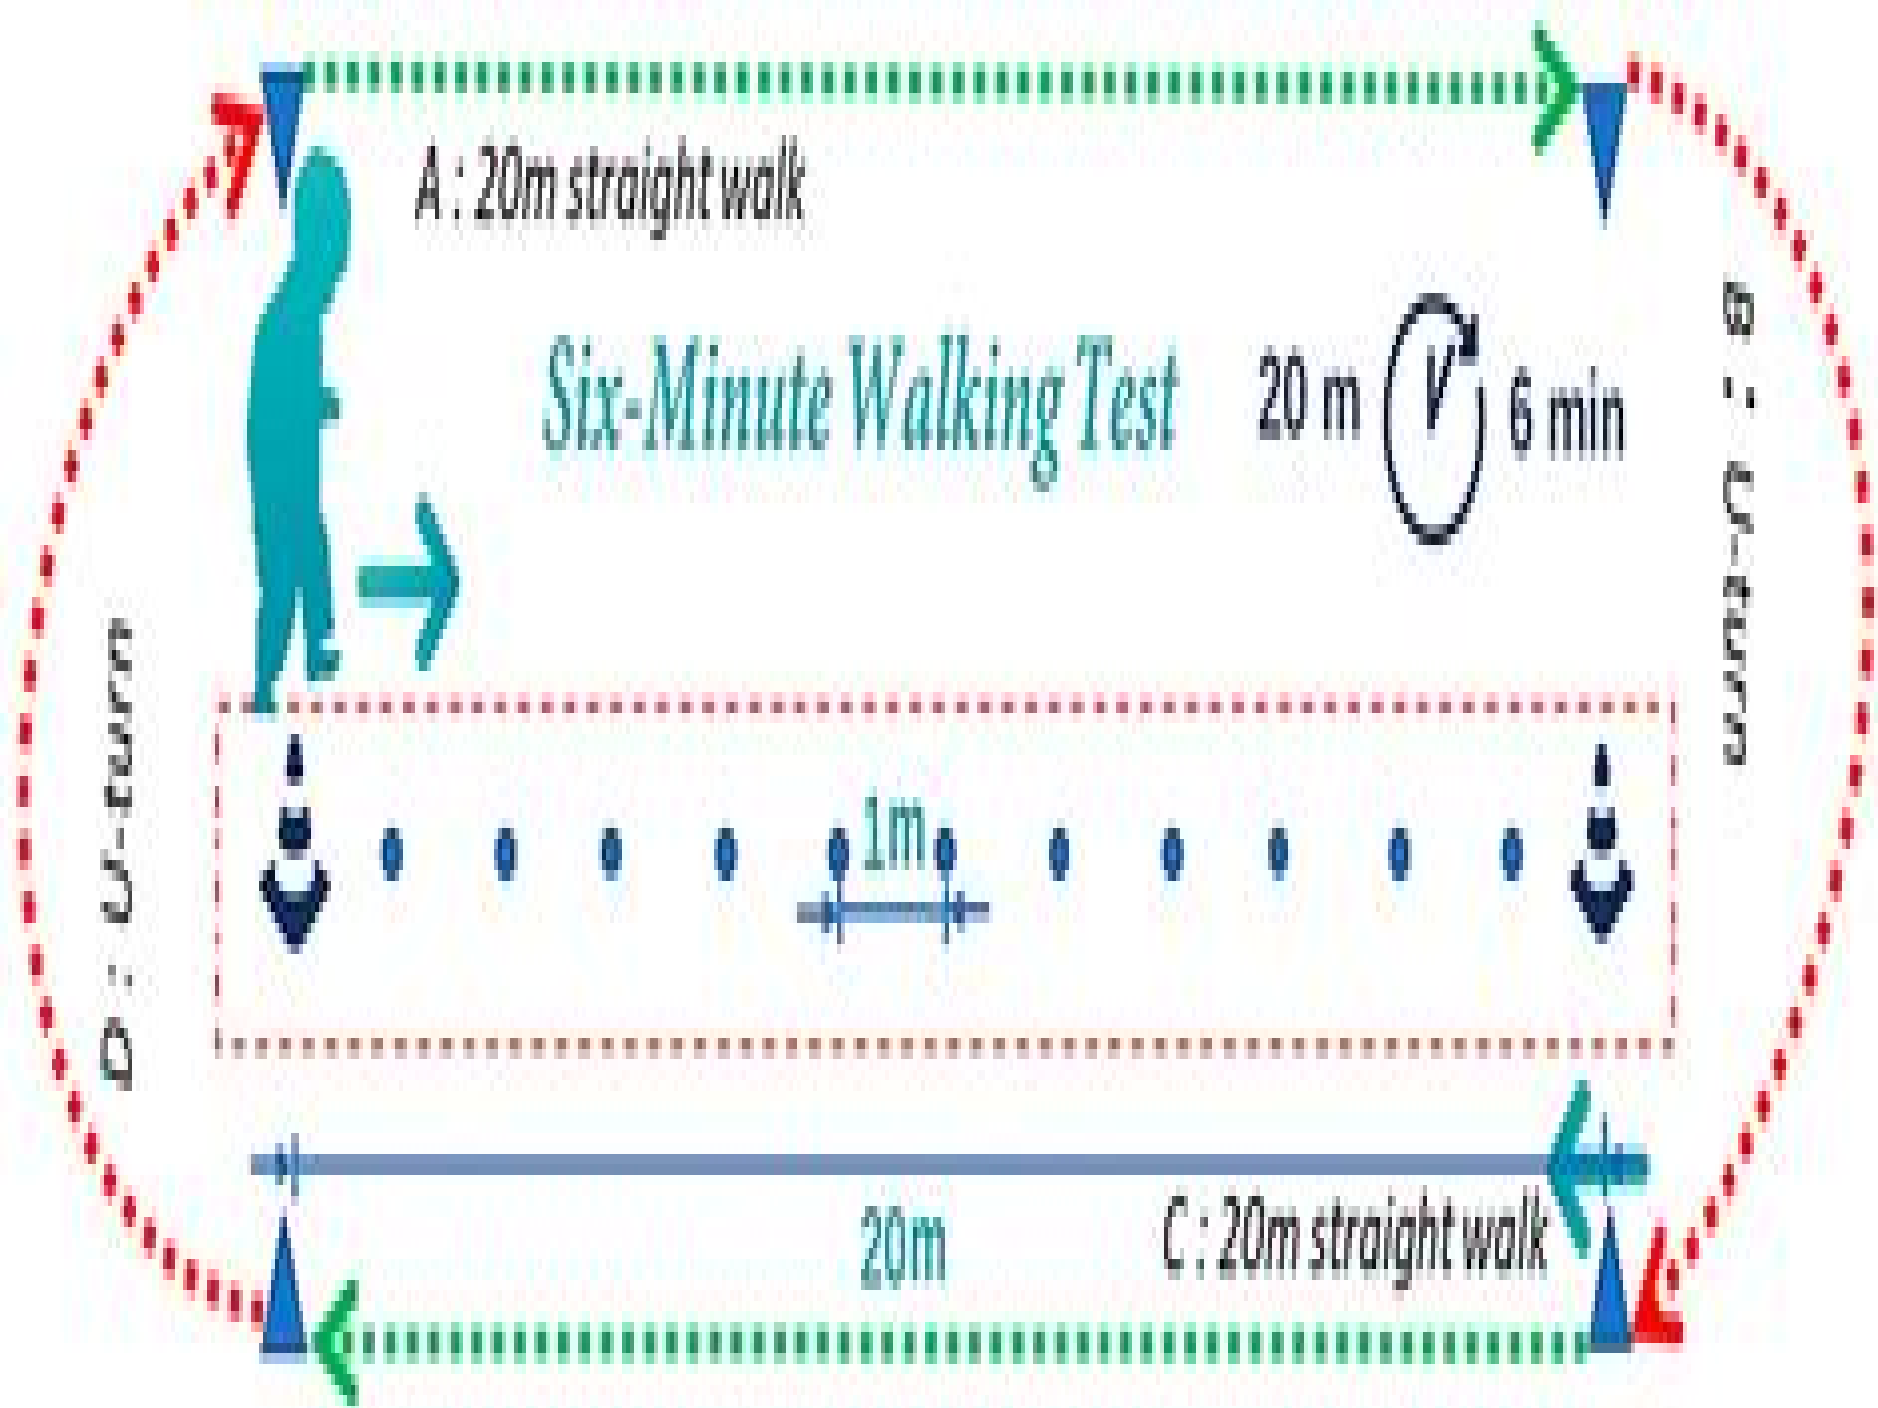 A : 20m straight walk
Six-Minute Walking Test
20 m
6 min
B : U-turn
D : U-turn
1m
20m
C : 20m straight walk